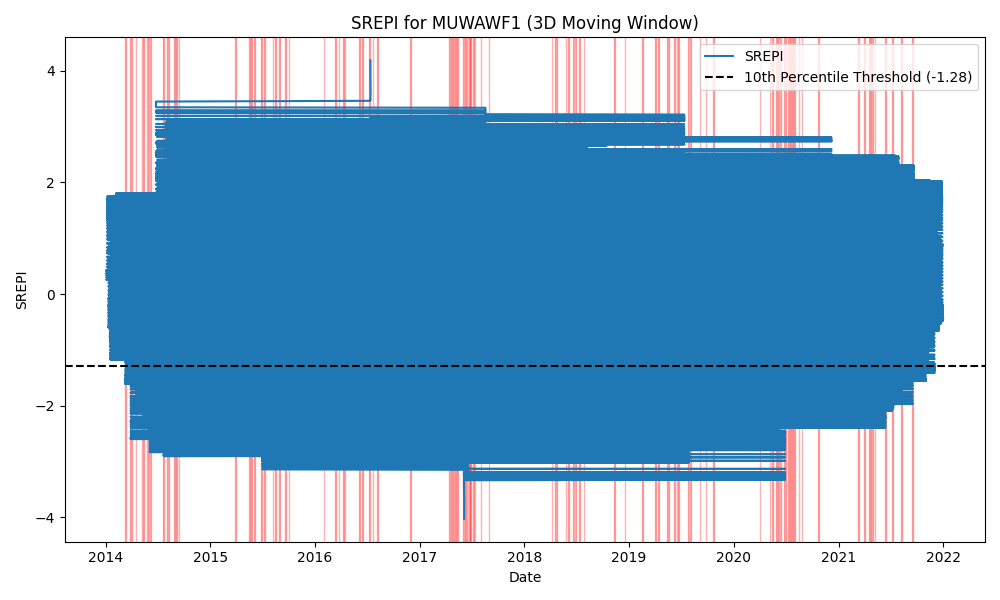 SREPI for MUWAWF1 (3D Moving Window)
SREPI
10th Percentile Threshold (-1.28)
4
2
0
−2
−4
SREPI
2014 2015 2016 2017 2018 2019 2020 2021 2022
Date